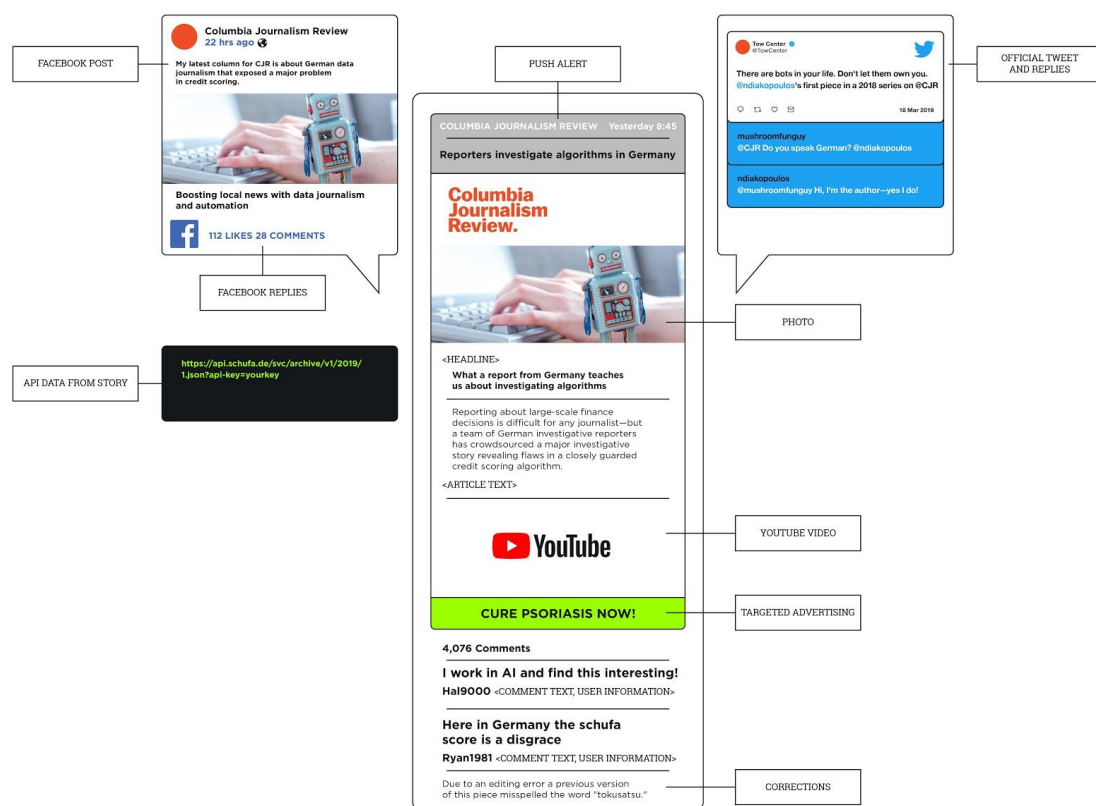 FACEBOOK POST
Columbia Journalism Review
22 hrs ago
My latest column for CJR is about German data
journalism that exposed a major problem
in credit scoring.
Boosting local news with data journalism
and automation
112 LIKES 28 COMMENTS
FACEBOOK REPLIES
API DATA FROM STORY
https://api.schufa.de/svc/archive/v1/2019/
1.json?api-key=yourkey
PUSH ALERT
COLUMBIA JOURNALISM REVIEW Yesterday 8:45
Reporters investigate algorithms in Germany
Columbia
Journalism
Review.
<HEADLINE>
What a report from Germany teaches
us about investigating algorithms
Reporting about large-scale finance
decisions is difficult for any journalist—but
a team of German investigative reporters
has crowdsourced a major investigative
story revealing flaws in a closely guarded
credit scoring algorithm.
<ARTICLE TEXT>
YouTube
CURE PSORIASIS NOW!
4,076 Comments
I work in AI and find this interesting!
Hal9000 <COMMENT TEXT, USER INFORMATION>
Here in Germany the schufa
score is a disgrace
Ryan1981 <COMMENT TEXT, USER INFORMATION>
Due to an editing error a previous version
of this piece misspelled the word "tokusatsu."
Tow Center
@TowCenter
There are bots in your life. Don't let them own you.
@ndiakopoulos's first piece in a 2018 series on @CJR
18 Mar 2019
mushroomfunguy
@CJR Do you speak German? @ndiakopoulos
ndiakopoulos
@mushroomfunguy Hi, I'm the author—yes I do!
OFFICIAL TWEET
AND REPLIES
PHOTO
YOUTUBE VIDEO
TARGETED ADVERTISING
CORRECTIONS